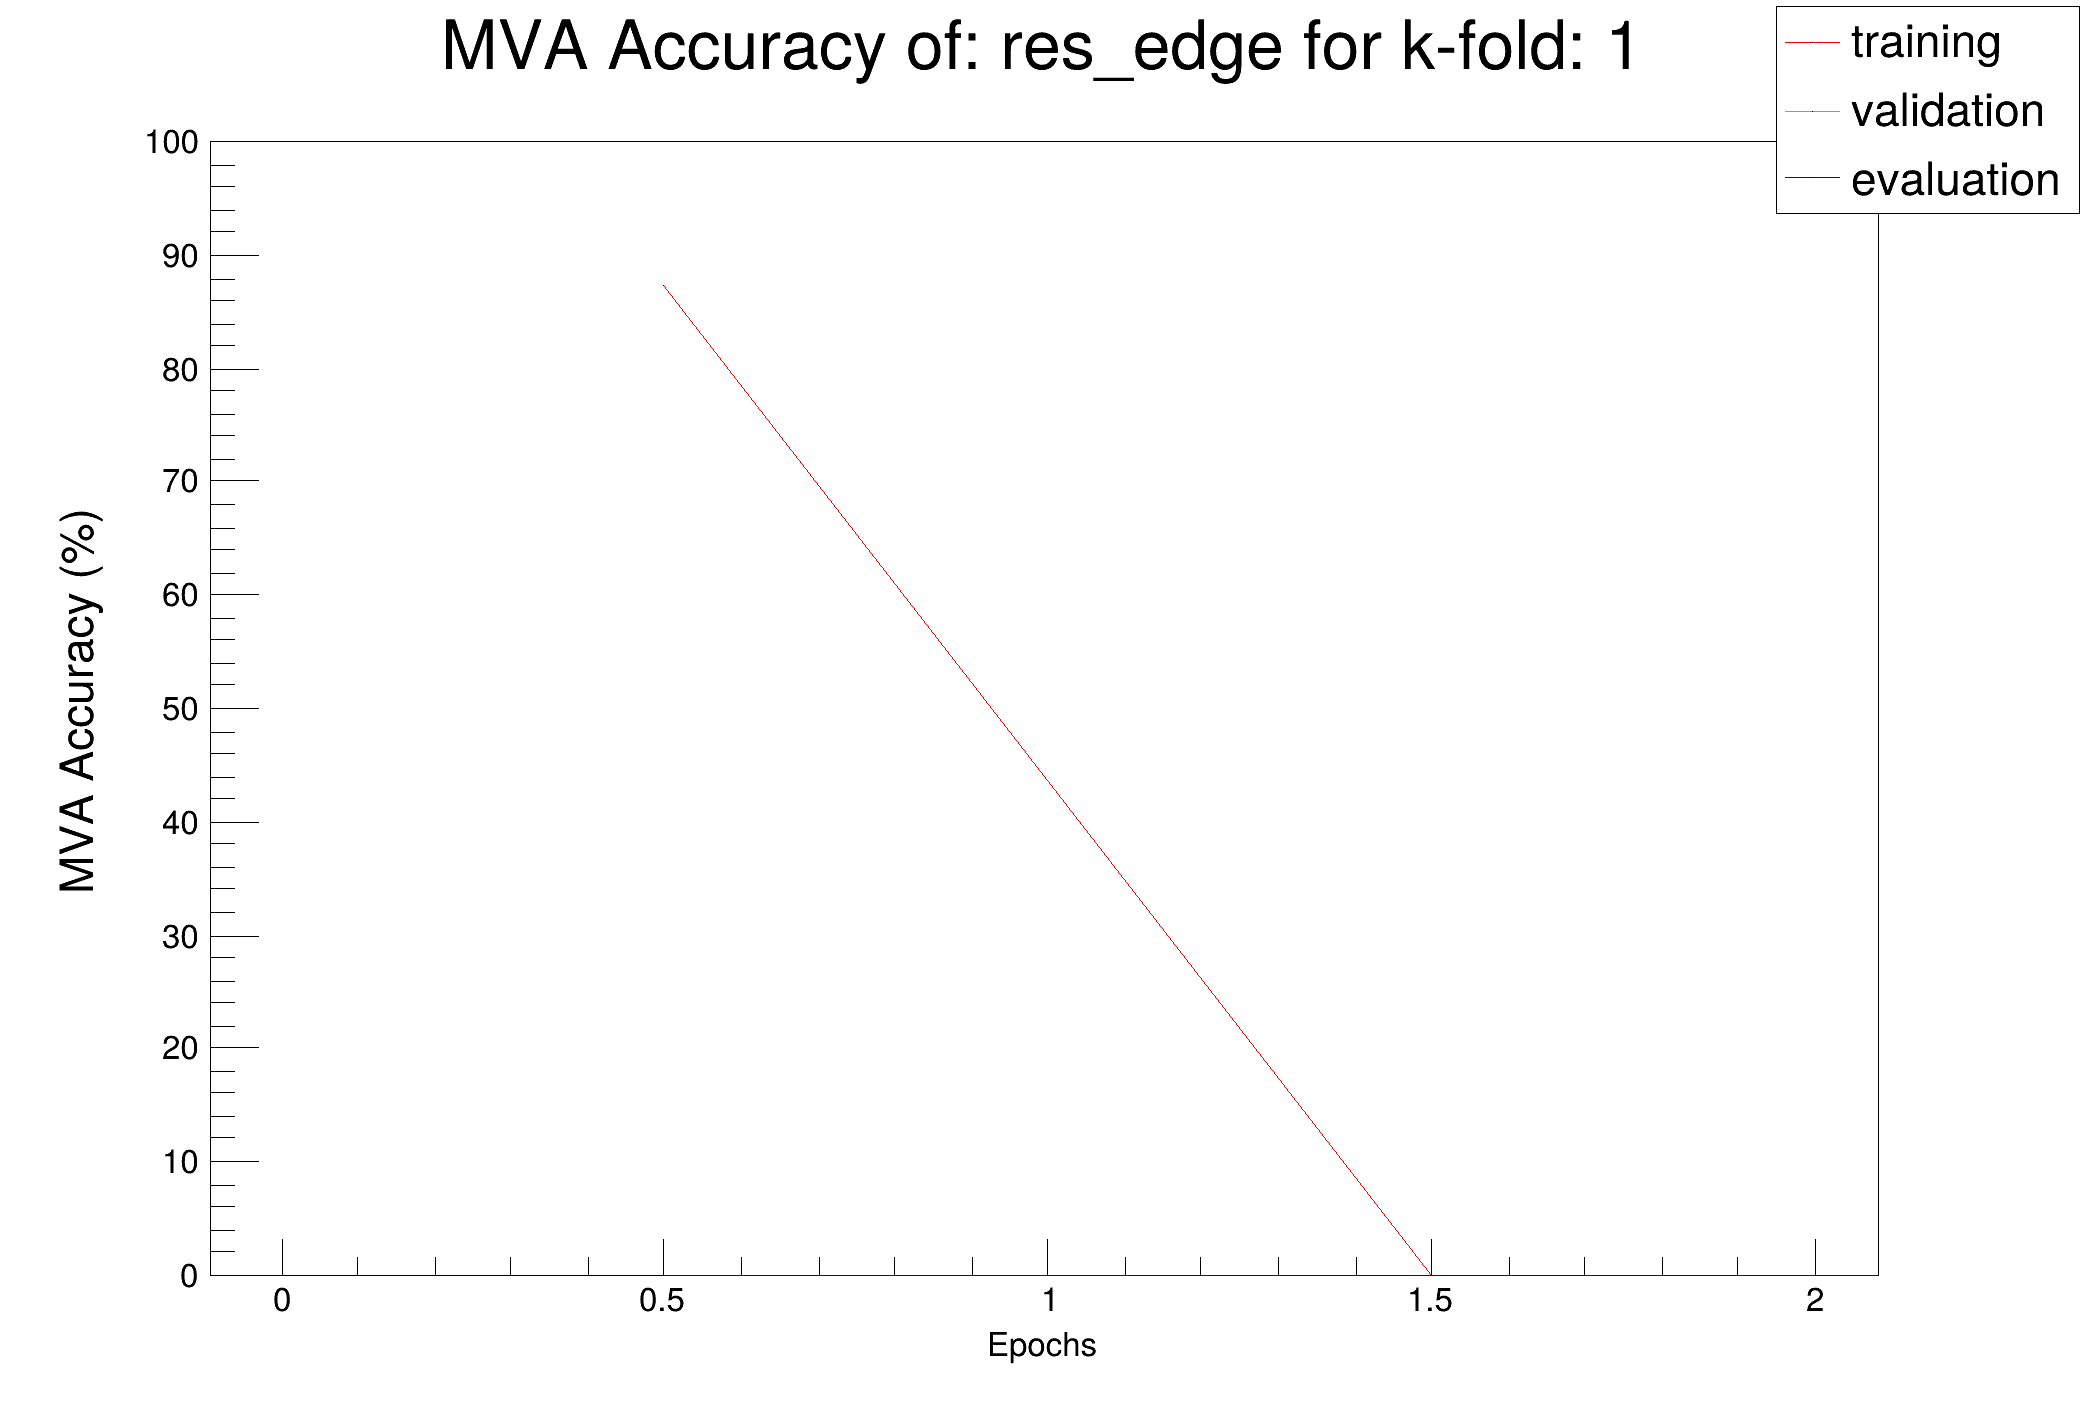 MVA Accuracy of: res_edge for k-fold: 1
training
validation
evaluation
MVA Accuracy (%)
100
90
80
70
60
50
40
30
20
10
0
0 0.5 1 1.5 2
Epochs